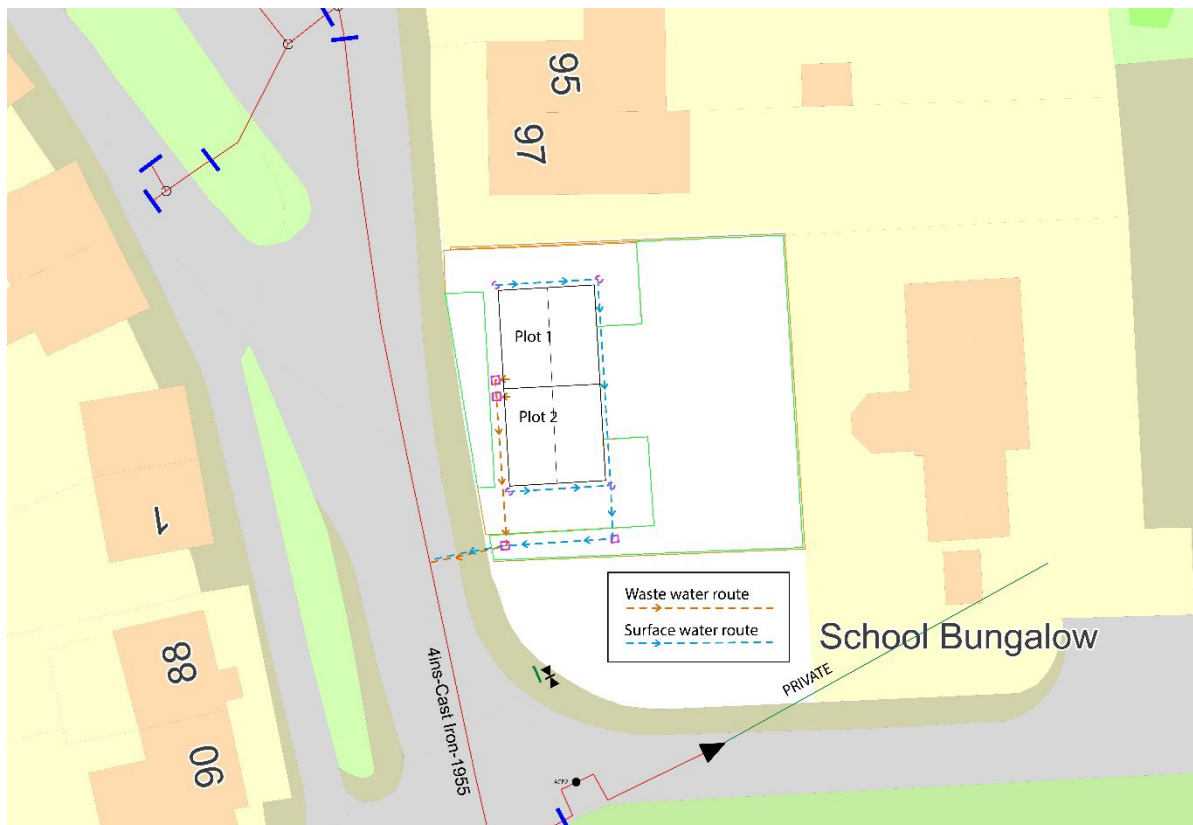 95
97
Plot 1
Plot 2
1
Waste water route
Surface water route
School Bungalow
88
4ins-Cast Iron-1955
PRIVATE
90